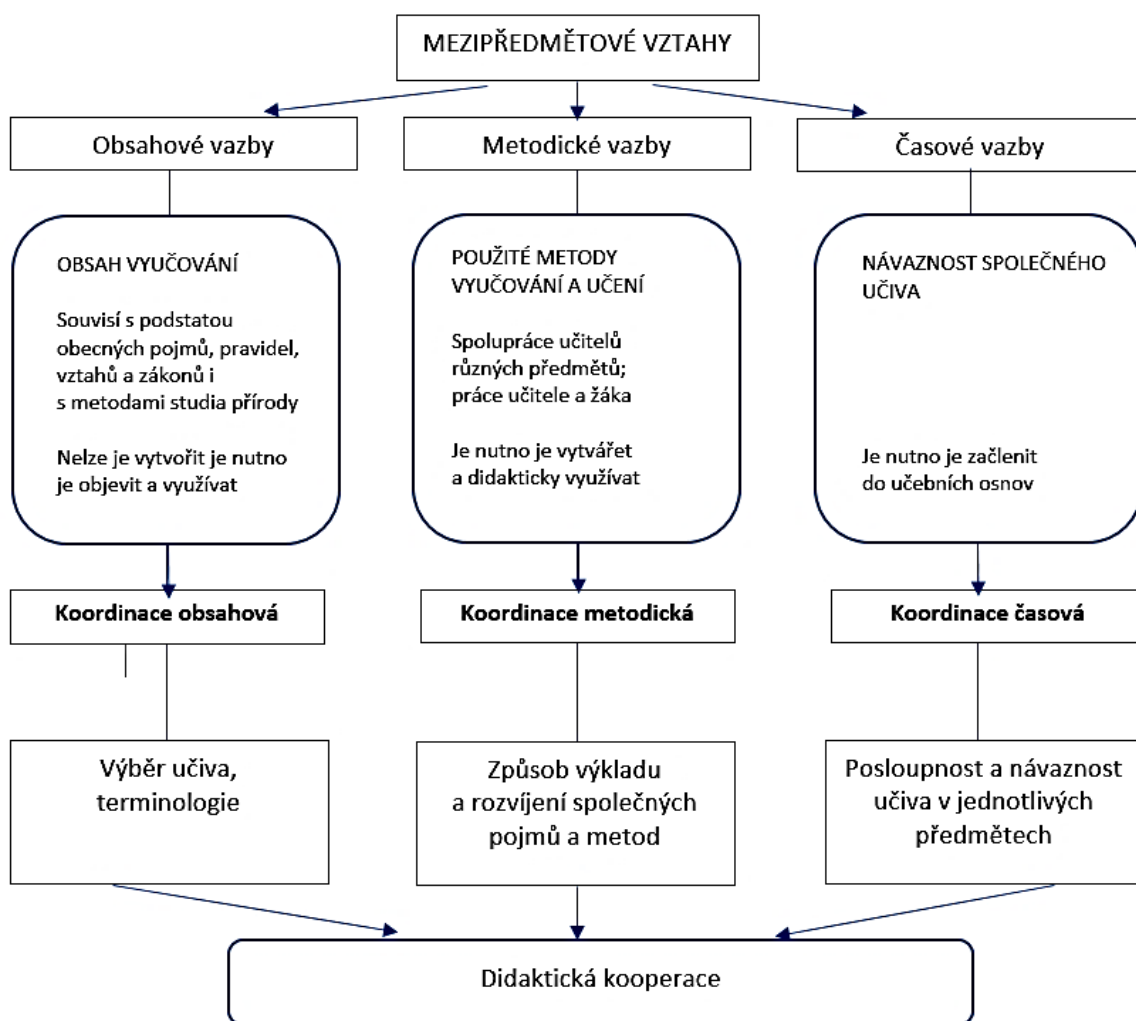 MEZIPŘEDMĚTOVÉ VZTAHY
Obsahové vazby
Metodické vazby
Časové vazby
OBSAH VYUČOVÁNÍ
Souvisí s podstatou
obecných pojmů, pravidel,
vztahů a zákonů i
s metodami studia přírody
Nelze je vytvořit je nutno
je objevit a využívat
POUŽITÉ METODY
VYUČOVÁNÍ A UČENÍ
Spolupráce učitelů
různých předmětů;
práce učitele a žáka
Je nutno je vytvářet
a didakticky využívat
NÁVAZNOST SPOLEČNÉHO
UČIVA
Je nutno je začlenit
do učebních osnov
Koordinace obsahová
Koordinace metodická
Koordinace časová
Výběr učiva,
terminologie
Způsob výkladu
a rozvíjení společných
pojmů a metod
Posloupnost a návaznost
učiva v jednotlivých
předmětech
Didaktická kooperace